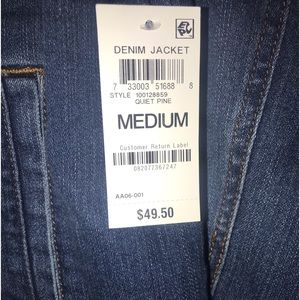 DENIM JACKET
7 33003 51688 8
STYLE 100128859
QUIET PINE
MEDIUM
Customer Return Label
082077367247
AA06-001
$49.50